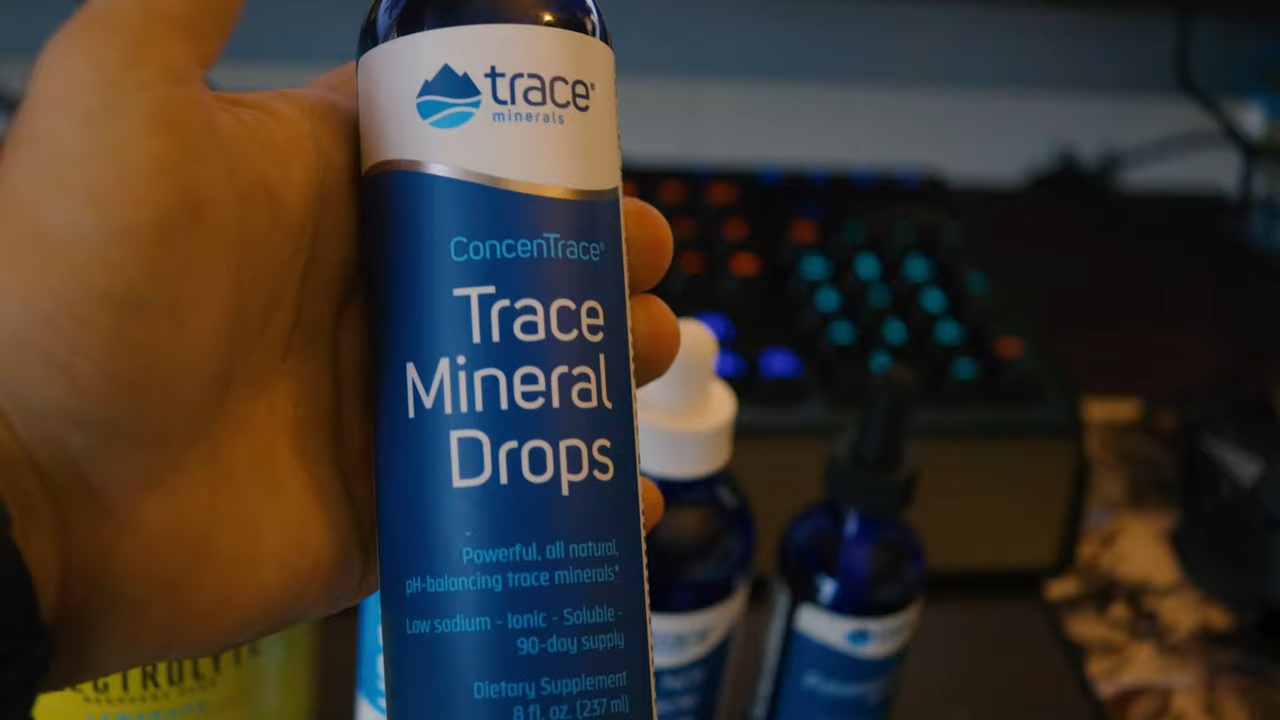 trace®
minerals
ConcenTrace®
Trace
Mineral
Drops
Powerful, all natural,
pH-balancing trace minerals*
Low sodium - Ionic - Soluble -
90-day supply
Dietary Supplement
8 fl. oz. (237 ml)